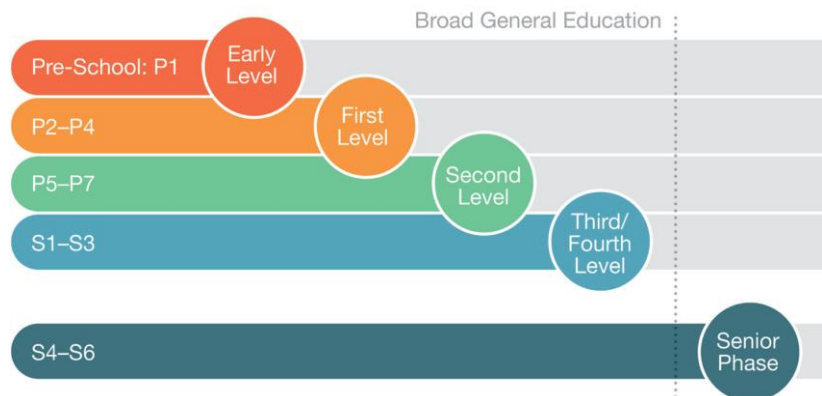 Broad General Education
Pre-School: P1
Early
Level
P2–P4
First
Level
P5–P7
Second
Level
S1–S3
Third/
Fourth
Level
S4–S6
Senior
Phase